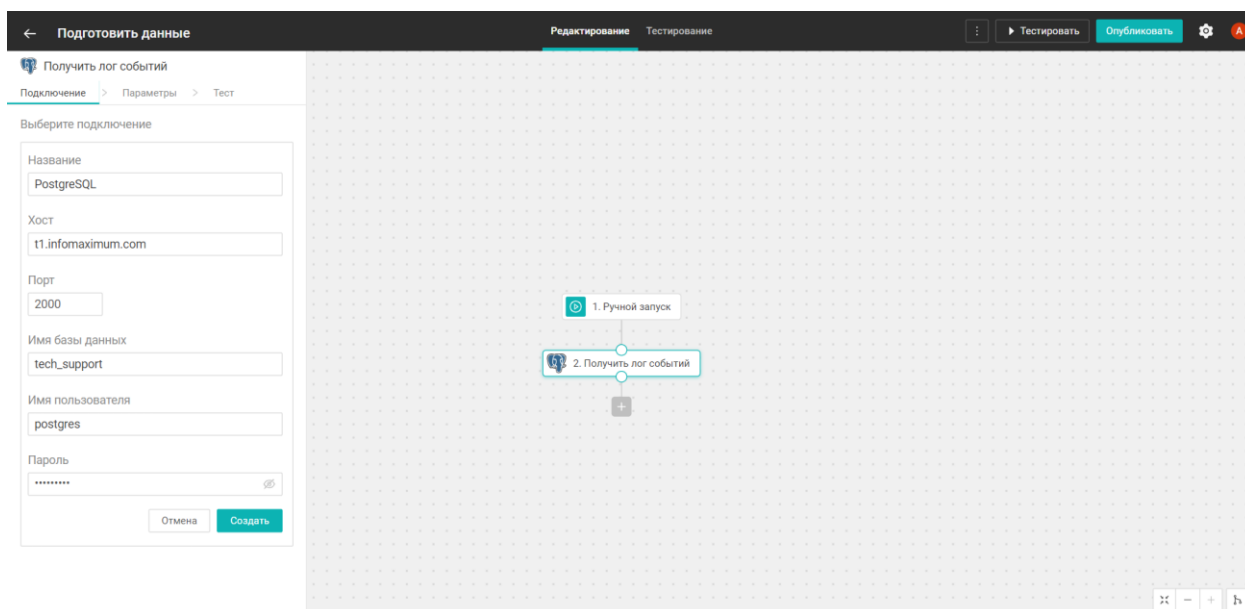 Подготовить данные
Редактирование Тестирование
Тестировать
Опубликовать
А
Получить лог событий
Подключение > Параметры > Тест
Выберите подключение
Название
PostgreSQL
Хост
t1.infomaximum.com
Порт
2000
Имя базы данных
tech_support
Имя пользователя
postgres
Пароль
•••••••••
Отмена
Создать
1. Ручной запуск
2. Получить лог событий